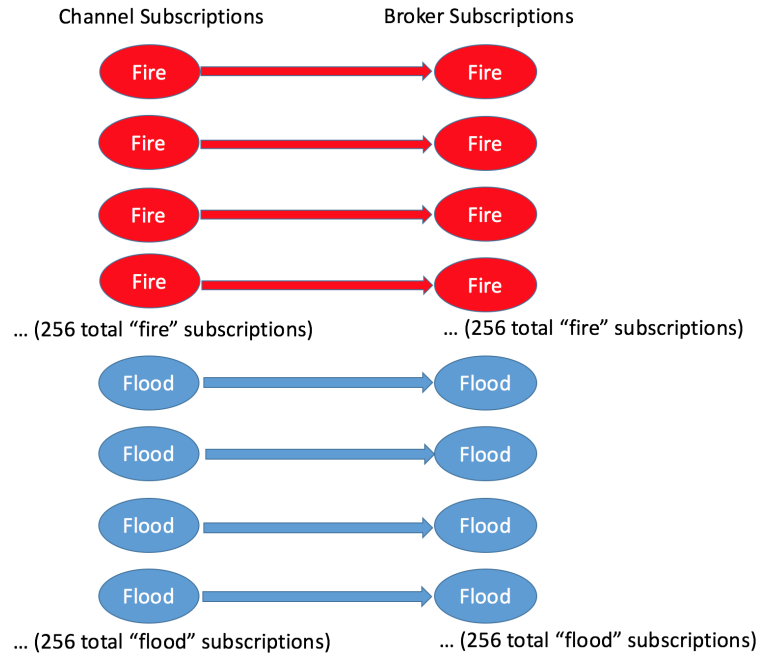 Channel Subscriptions Broker Subscriptions
Fire Fire
Fire Fire
Fire Fire
Fire Fire
... (256 total “fire” subscriptions) ... (256 total “fire” subscriptions)
Flood Flood
Flood Flood
Flood Flood
Flood Flood
... (256 total “flood” subscriptions) ... (256 total “flood” subscriptions)